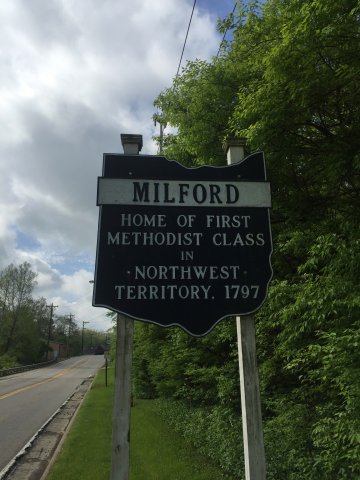 MILFORD
HOME OF FIRST
METHODIST CLASS
IN
· NORTHWEST ·
TERRITORY, 1797